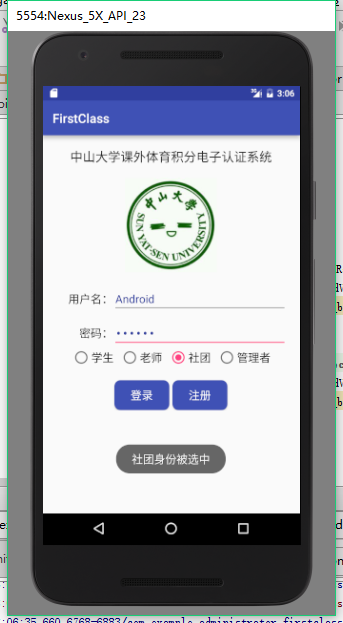 5554:Nexus_5X_API_23
3:06
FirstClass
中山大学课外体育积分电子认证系统
中山大学
SUN YAT-SEN UNIVERSITY
用户名： Android
密码： ••••••
学生 老师 社团 管理者
登录 注册
社团身份被选中